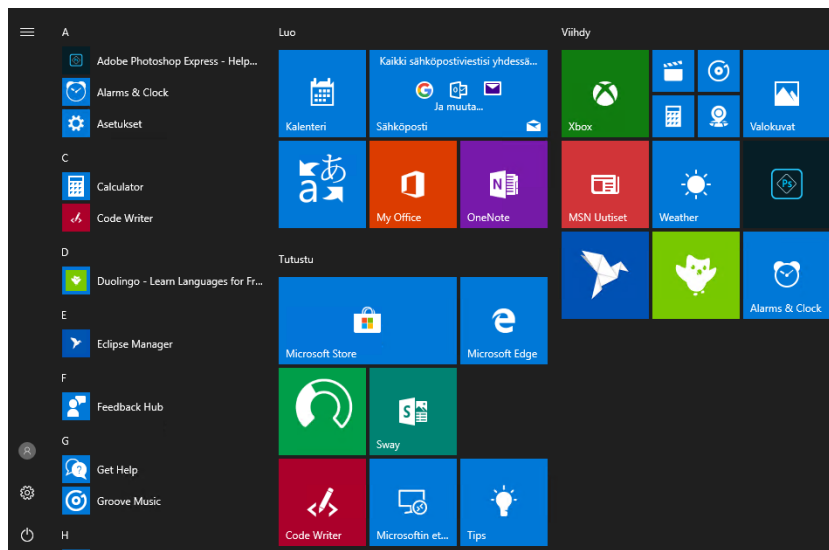 A
Adobe Photoshop Express - Help...
Alarms & Clock
Asetukset
C
Calculator
Code Writer
D
Duolingo - Learn Languages for Fr...
E
Eclipse Manager
F
Feedback Hub
G
Get Help
Groove Music
H
Luo
Kalenteri
Kaikki sähköpostiviestisi yhdessä...
Ja muuta...
Sähköposti
あ
a
My Office
N
OneNote
Tutustu
Microsoft Store
Microsoft Edge
S
Sway
Code Writer
Microsoftin et...
Tips
Viihdy
Xbox
Valokuvat
MSN Uutiset
Weather
Ps
Alarms & Clock